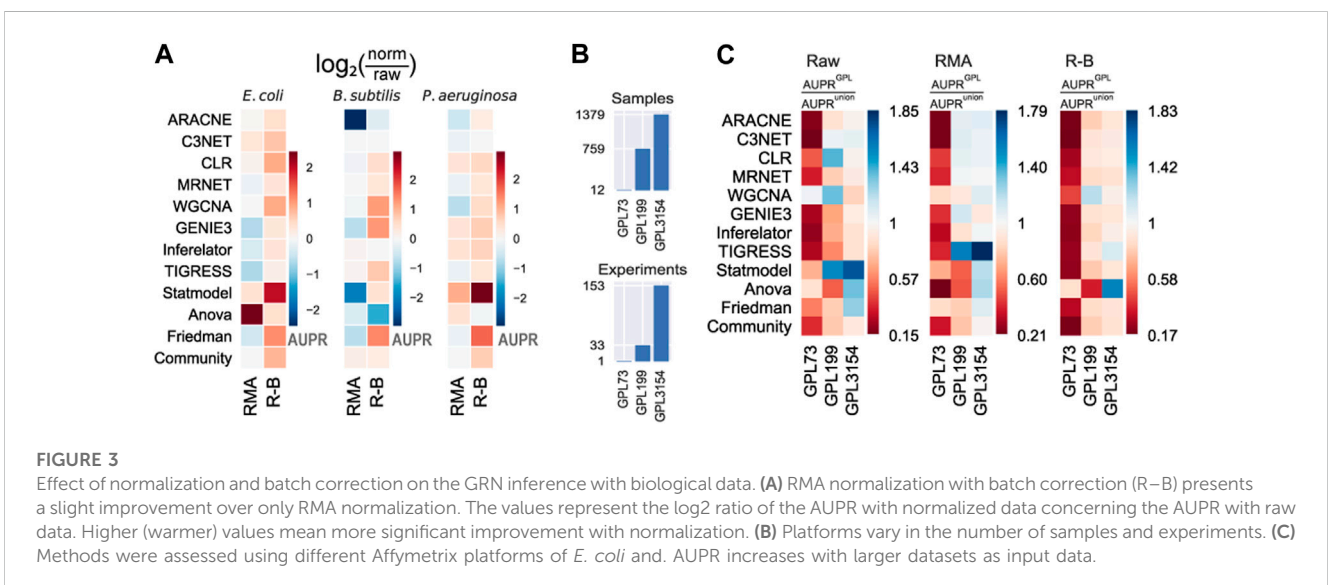 A
log₂(norm/raw)
E. coli
B. subtilis
P. aeruginosa
ARACNE
C3NET
CLR
MRNET
WGCNA
GENIE3
Inferelator
TIGRESS
Statmodel
Anova
Friedman
Community
2
1
0
−1
−2
AUPR
2
1
0
−1
−2
AUPR
2
1
0
−1
−2
AUPR
RMA
R-B
RMA
R-B
RMA
R-B
B
Samples
1379
759
12
GPL73
GPL199
GPL3154
Experiments
153
33
1
GPL73
GPL199
GPL3154
C
Raw
AUPR^GPL
AUPR^union
RMA
AUPR^GPL
AUPR^union
R-B
AUPR^GPL
AUPR^union
ARACNE
C3NET
CLR
MRNET
WGCNA
GENIE3
Inferelator
TIGRESS
Statmodel
Anova
Friedman
Community
1.85
1.43
1
0.57
0.15
1.79
1.40
1
0.60
0.21
1.83
1.42
1
0.58
0.17
GPL73
GPL199
GPL3154
GPL73
GPL199
GPL3154
GPL73
GPL199
GPL3154
FIGURE 3
Effect of normalization and batch correction on the GRN inference with biological data. (A) RMA normalization with batch correction (R–B) presents
a slight improvement over only RMA normalization. The values represent the log2 ratio of the AUPR with normalized data concerning the AUPR with raw
data. Higher (warmer) values mean more significant improvement with normalization. (B) Platforms vary in the number of samples and experiments. (C)
Methods were assessed using different Affymetrix platforms of E. coli and. AUPR increases with larger datasets as input data.